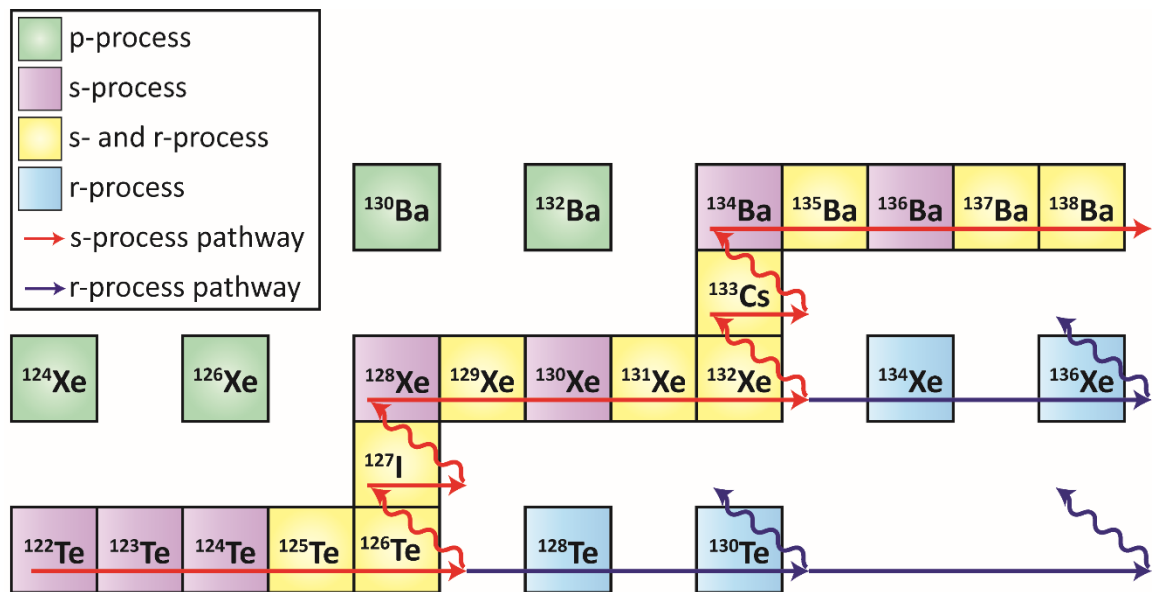 p-process
s-process
s- and r-process
r-process
s-process pathway
r-process pathway
¹³⁰Ba ¹³²Ba ¹³⁴Ba ¹³⁵Ba ¹³⁶Ba ¹³⁷Ba ¹³⁸Ba
¹³³Cs
¹²⁴Xe ¹²⁶Xe ¹²⁸Xe ¹²⁹Xe ¹³⁰Xe ¹³¹Xe ¹³²Xe ¹³⁴Xe ¹³⁶Xe
¹²⁷I
¹²²Te ¹²³Te ¹²⁴Te ¹²⁵Te ¹²⁶Te ¹²⁸Te ¹³⁰Te